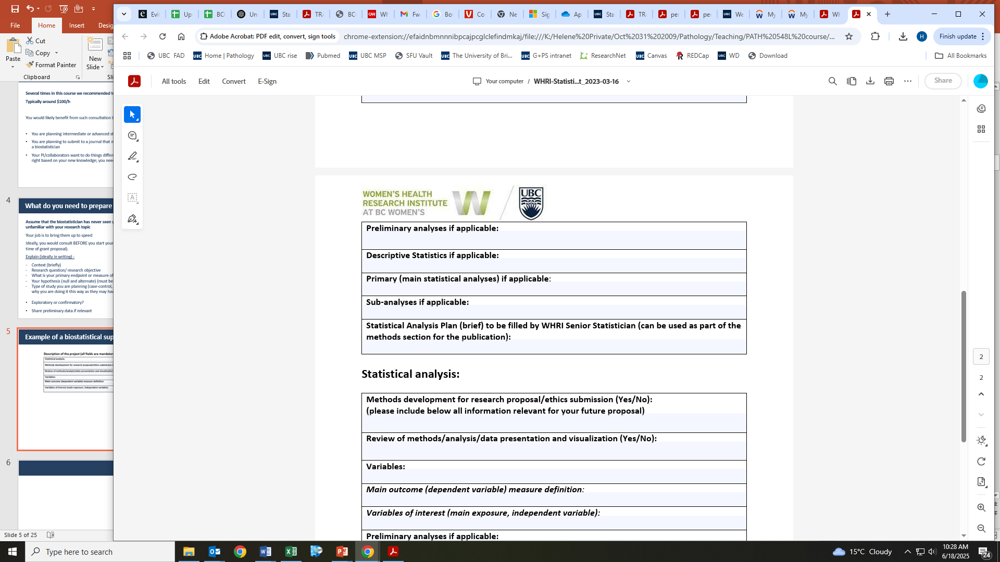 File
Home
Insert
Desig
Paste
Cut
Copy
Format Painter
Clipboard
New
Slide
Several times in this course we recommended t
Typically around $100/h
You would likely benefit from such consultation i
• You are planning intermediate or advanced st
• You are planning to submit to a journal that
a biostatistician
• Your PI/collaborators want to do things differ
right based on your new knowledge; you nee
4
What do you need to prepare
Assume that the biostatistician has never seen
unfamiliar with your research topic
Your job is to bring them up to speed
Ideally, you would consult BEFORE you start your
time of grant proposal).
Explain (ideally in writing) :
- Context (briefly)
- Research question/ research objective
- What is your primary endpoint or measure of
- Your hypothesis (null and alternate) (must be
- Type of study you are planning (case-control,
why you are doing it this way as they may hav
• Exploratory or confirmatory?
• Share preliminary data if relevant
5
Example of a biostatistical sup
Description of the project (all fields are mandator
Statistical analysis:
Methods development for research proposal/ethics submission
Review of methods/analysis/data presentation and visualization
Variables:
Main outcome (dependent variable) measure definition:
Variables of interest (main exposure, independent variable):
6
Slide 5 of 25
Evi
Up
BC
Un
Sta
TR
BC
Wh
Fw
Bo
Co
Ne
Sig
Ap
Sta
TR
per
per
We
My
My
WH
Adobe Acrobat: PDF edit, convert, sign tools
chrome-extension://efaidnbmnnnibpcajpcglclefindmkaj/file:///K:/Helene%20Private/Oct%2031%202009/Pathology/Teaching/PATH%20548L%20course/...
H
Finish update
UBC FAD
Home | Pathology
UBC rise
Pubmed
UBC MSP
SFU Vault
The University of Bri...
G+PS intranet
ResearchNet
Canvas
REDCap
WD
Download
All Bookmarks
All tools
Edit
Convert
E-Sign
Your computer / WHRI-Statisti...t_2023-03-16
Share
WOMEN'S HEALTH
RESEARCH INSTITUTE
AT BC WOMEN'S
UBC
Preliminary analyses if applicable:
Descriptive Statistics if applicable:
Primary (main statistical analyses) if applicable:
Sub-analyses if applicable:
Statistical Analysis Plan (brief) to be filled by WHRI Senior Statistician (can be used as part of the
methods section for the publication):
Statistical analysis:
Methods development for research proposal/ethics submission (Yes/No):
(please include below all information relevant for your future proposal)
Review of methods/analysis/data presentation and visualization (Yes/No):
Variables:
Main outcome (dependent variable) measure definition:
Variables of interest (main exposure, independent variable):
Preliminary analyses if applicable:
2
2
Type here to search
15°C Cloudy
10:28 AM
6/18/2025
24